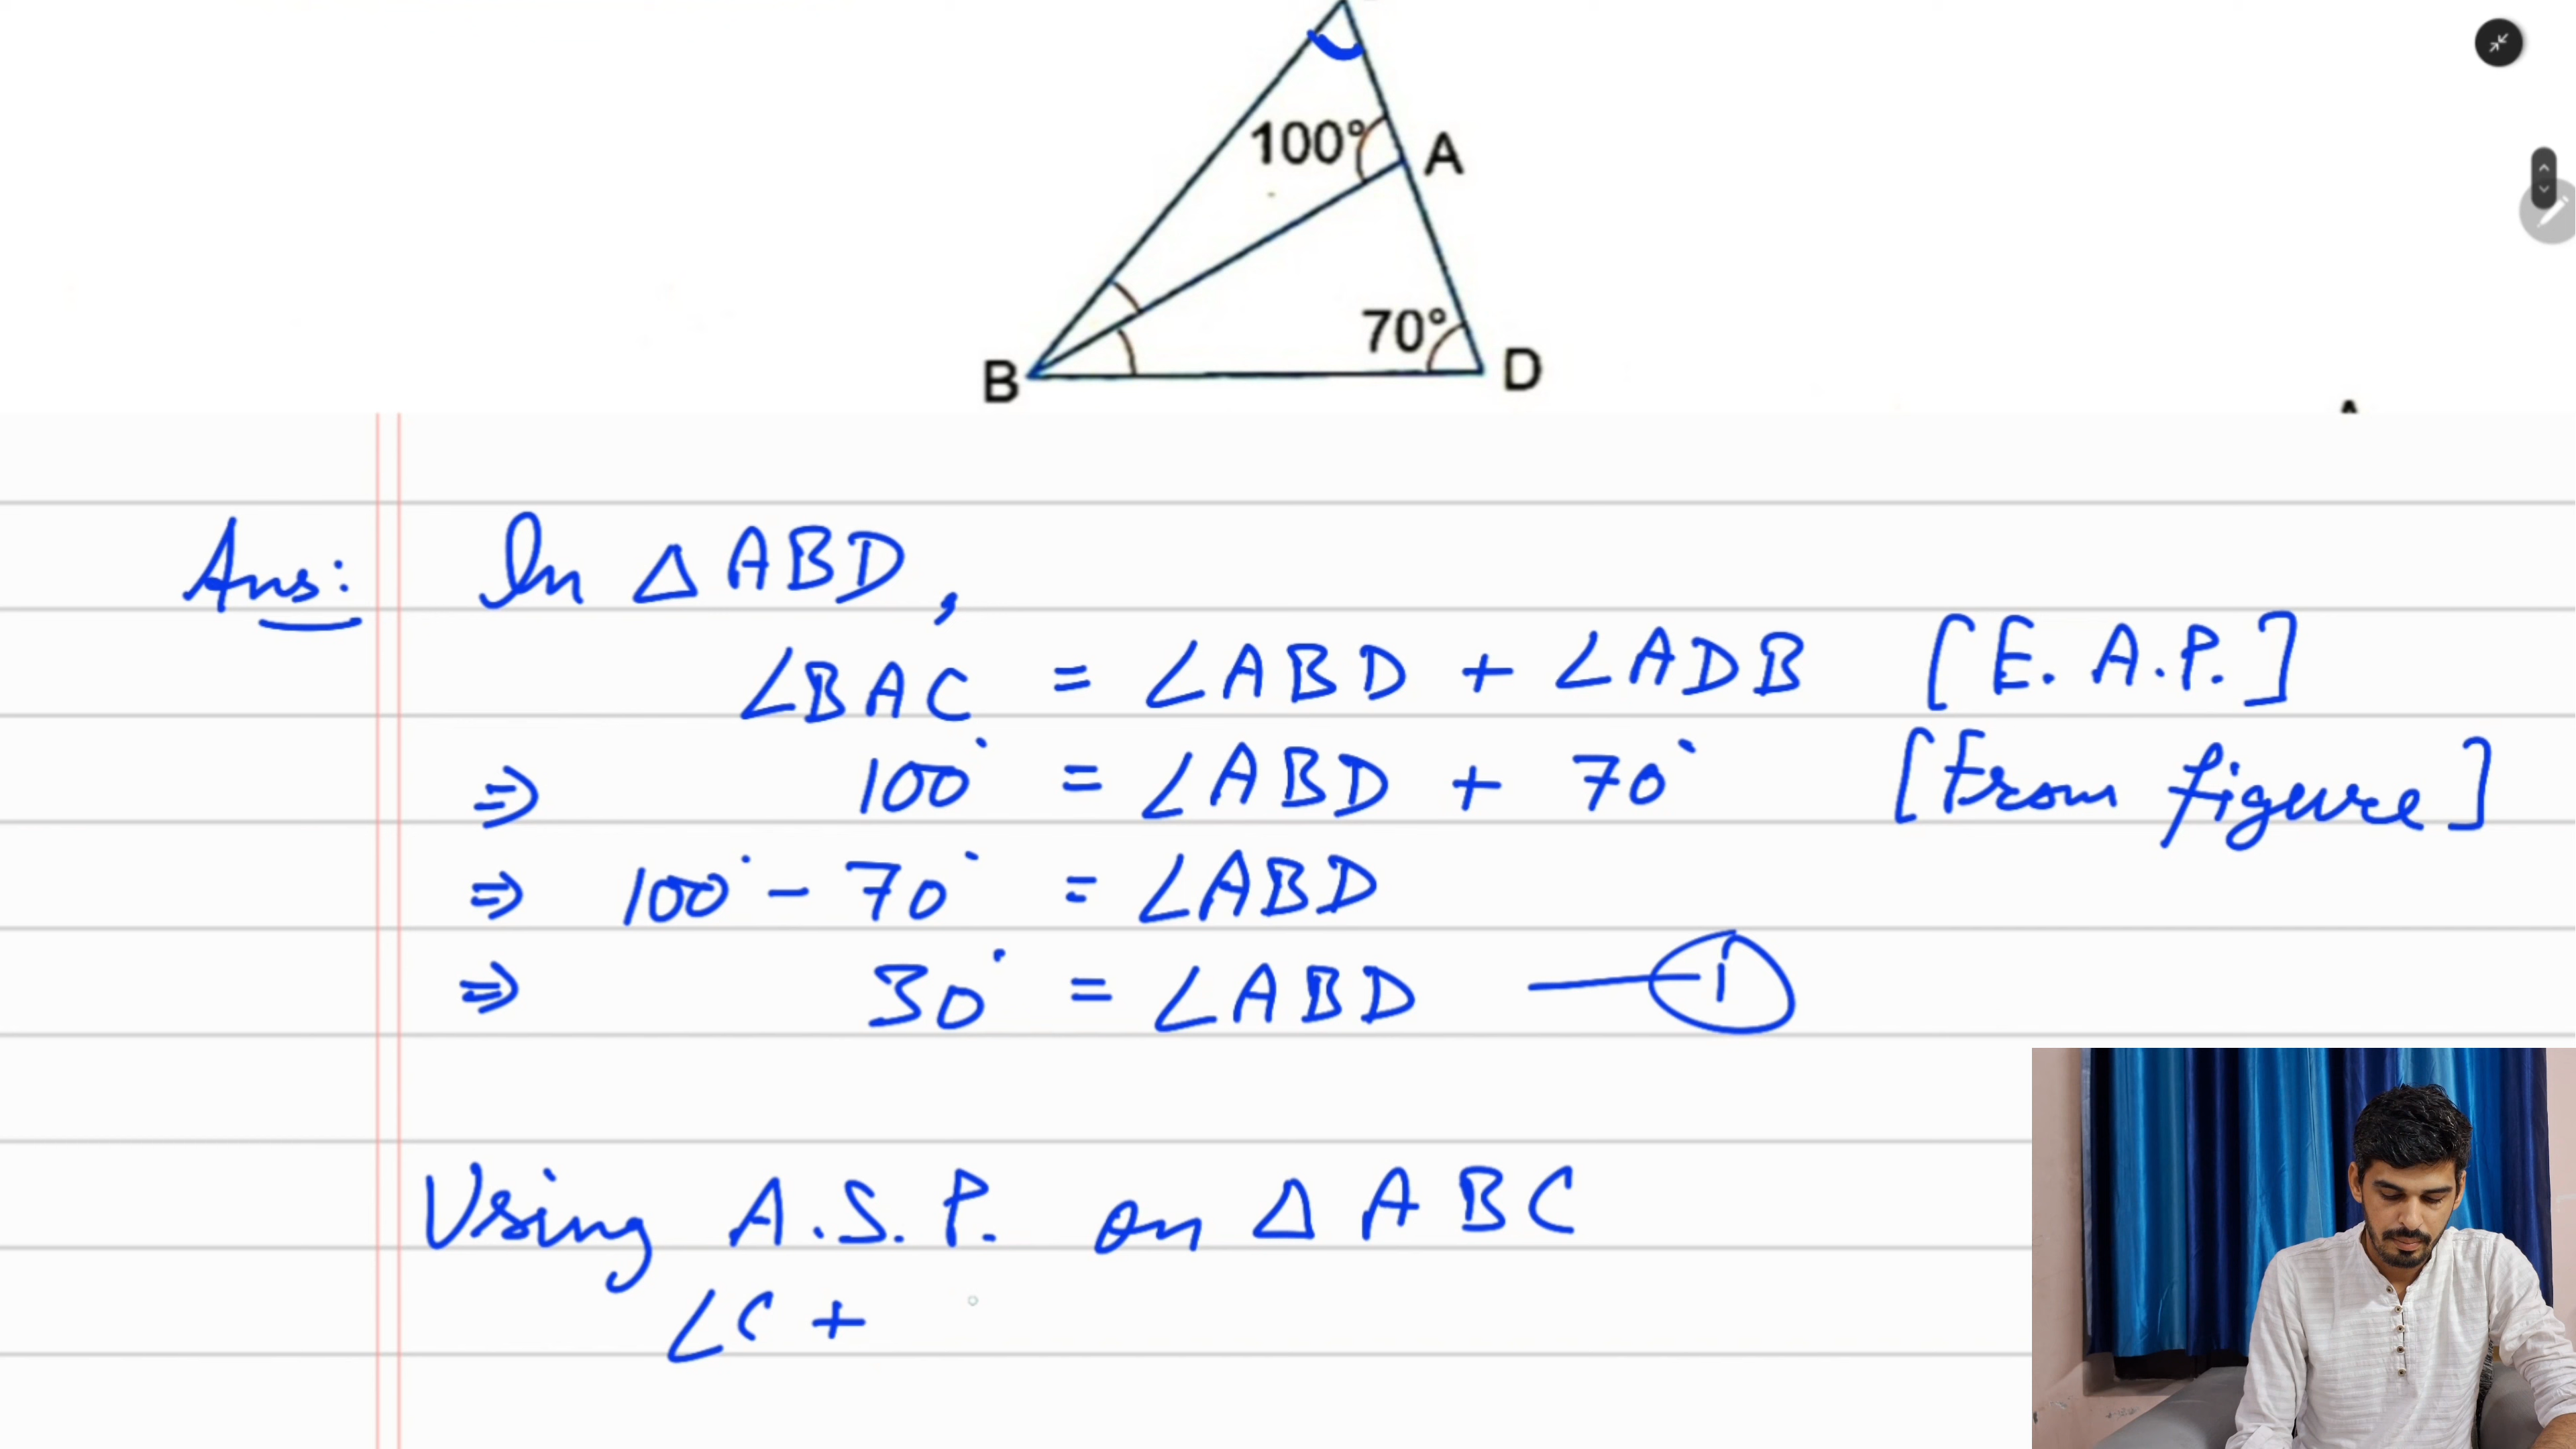 100° A
70°
B D
Ans: In △ ABD,
∠BAC = ∠ABD + ∠ADB [E. A.P.]
⇒ 100° = ∠ABD + 70° [From figure]
⇒ 100° - 70° = ∠ABD
⇒ 30° = ∠ABD — i
Using A.S.P. on △ ABC
∠C +